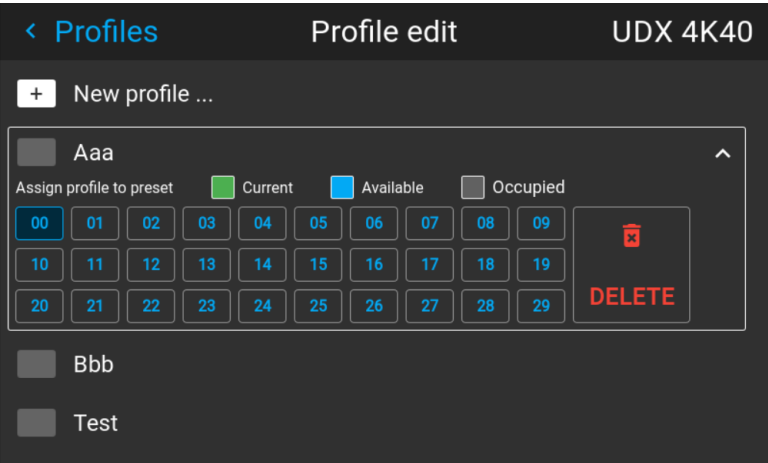 Profiles Profile edit UDX 4K40
+ New profile ...
Aaa
Assign profile to preset Current Available Occupied
00 01 02 03 04 05 06 07 08 09
10 11 12 13 14 15 16 17 18 19
20 21 22 23 24 25 26 27 28 29
DELETE
Bbb
Test